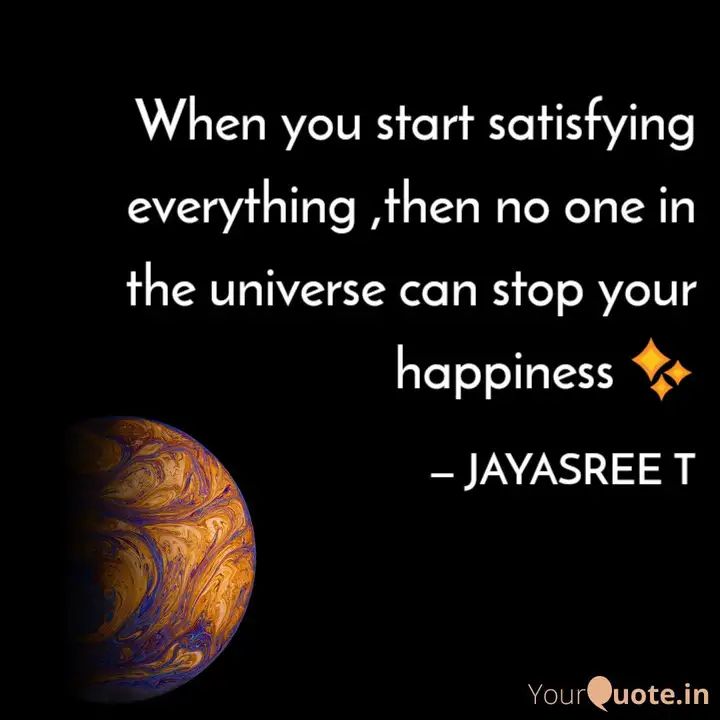 When you start satisfying
everything ,then no one in
the universe can stop your
happiness ✨
– JAYASREE T
YourQuote.in